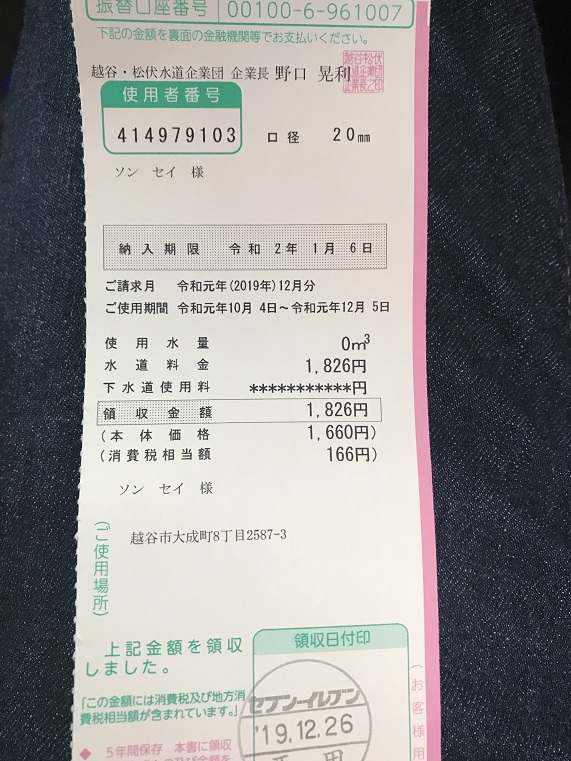 振替口座番号 00100-6-961007
下記の金額を裏面の金融機関等でお支払いください。
越谷・松伏水道企業団 企業長 野口 晃利
越谷松伏
水道企業団
企業長之印
使用者番号
414979103 口径 20mm
ソン セイ 様
納入期限 令和 2年 1月 6日
ご請求月 令和元年(2019年)12月分
ご使用期間 令和元年10月 4日～令和元年12月 5日
使用水量 0m³
水道料金 1,826円
下水道使用料 ***********円
領収金額 1,826円
(本体価格 1,660円)
(消費税相当額 166円)
ソン セイ 様
(ご使用場所)
越谷市大成町8丁目2587-3
上記金額を領収
しました。
「この金額には消費税及び地方消
費税相当額が含まれています。」
領収日付印
セブン-イレブン
'19.12.26
(お客様用
◆ 5年間保存 本書に領収